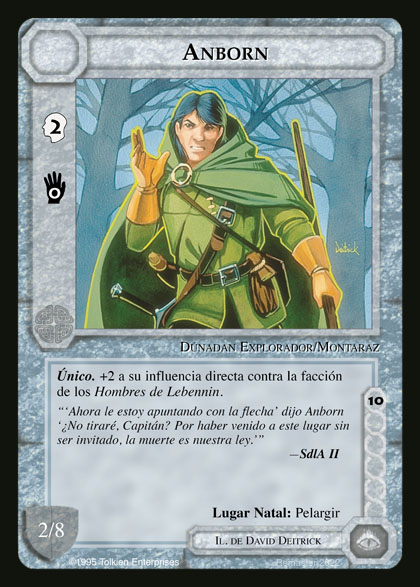 ANBORN
2
Deitrick
DÚNADAN EXPLORADOR/MONTARAZ
Único. +2 a su influencia directa contra la facción
de los Hombres de Lebennin.
“‘Ahora le estoy apuntando con la flecha’ dijo Anborn
‘¿No tiraré, Capitán? Por haber venido a este lugar sin
ser invitado, la muerte es nuestra ley.’”
–SdlA II
10
Lugar Natal: Pelargir
2/8
IL. DE DAVID DEITRICK
©1995 Tolkien Enterprises